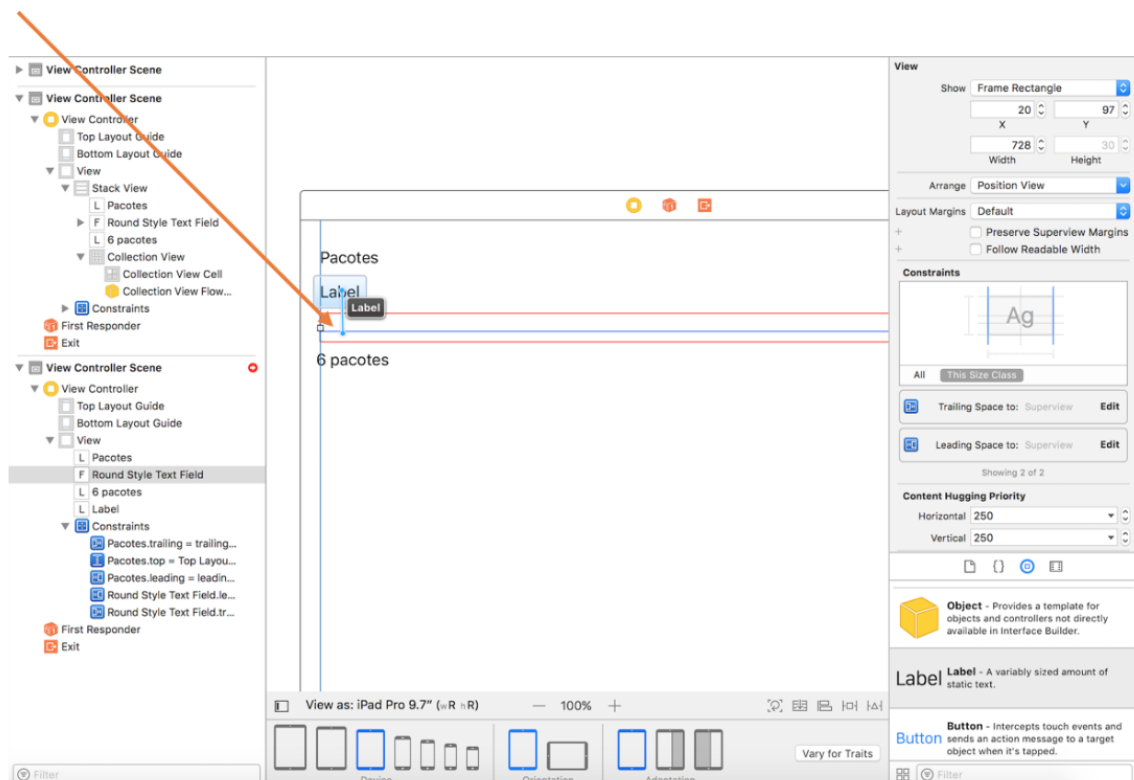 View Controller Scene
View Controller Scene
View Controller
Top Layout Guide
Bottom Layout Guide
View
Stack View
L Pacotes
F Round Style Text Field
L 6 pacotes
Collection View
Collection View Cell
Collection View Flow...
Constraints
First Responder
Exit
View Controller Scene
View Controller
Top Layout Guide
Bottom Layout Guide
View
L Pacotes
F Round Style Text Field
L 6 pacotes
L Label
Constraints
Pacotes.trailing = trailing...
Pacotes.top = Top Layou...
Pacotes.leading = leadin...
Round Style Text Field.le...
Round Style Text Field.tr...
First Responder
Exit
Filter
Pacotes
Label
Label
6 pacotes
View as: iPad Pro 9.7" (wR hR)
— 100% +
Device
Orientation
Adaptation
Vary for Traits
View
Show Frame Rectangle
20 97
X Y
728 30
Width Height
Arrange Position View
Layout Margins Default
+ Preserve Superview Margins
+ Follow Readable Width
Constraints
Ag
All This Size Class
Trailing Space to: Superview Edit
Leading Space to: Superview Edit
Showing 2 of 2
Content Hugging Priority
Horizontal 250
Vertical 250
{}
Object - Provides a template for
objects and controllers not directly
available in Interface Builder.
Label Label - A variably sized amount of
static text.
Button Button - Intercepts touch events and
sends an action message to a target
object when it's tapped.
Filter